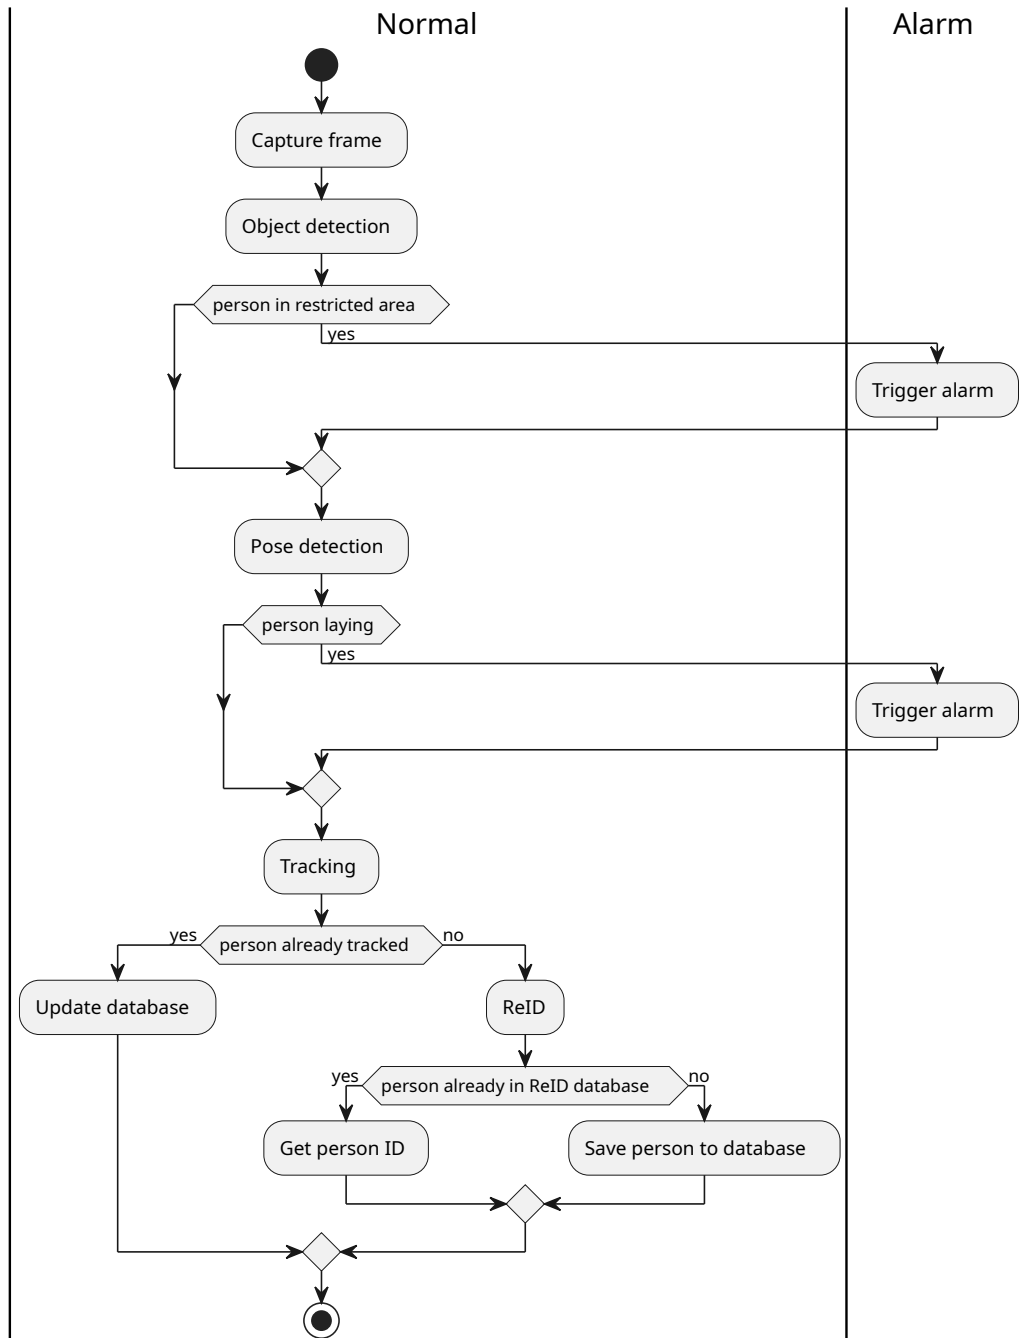 Normal
Alarm
Capture frame
Object detection
person in restricted area
yes
Trigger alarm
Pose detection
person laying
yes
Trigger alarm
Tracking
yes
person already tracked
no
Update database
ReID
yes
person already in ReID database
no
Get person ID
Save person to database